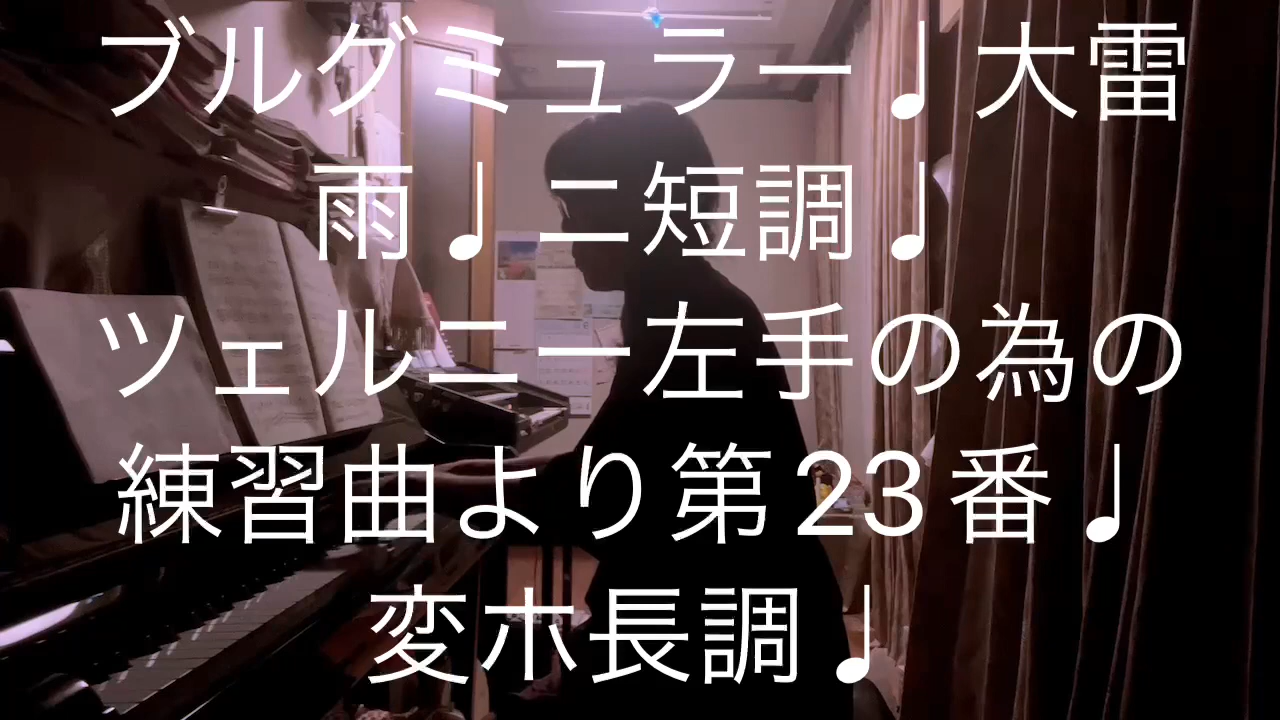 ブルグミュラー♩大雷
雨♩ニ短調♩
ツェルニー左手の為の
練習曲より第23番♩
変ホ長調♩